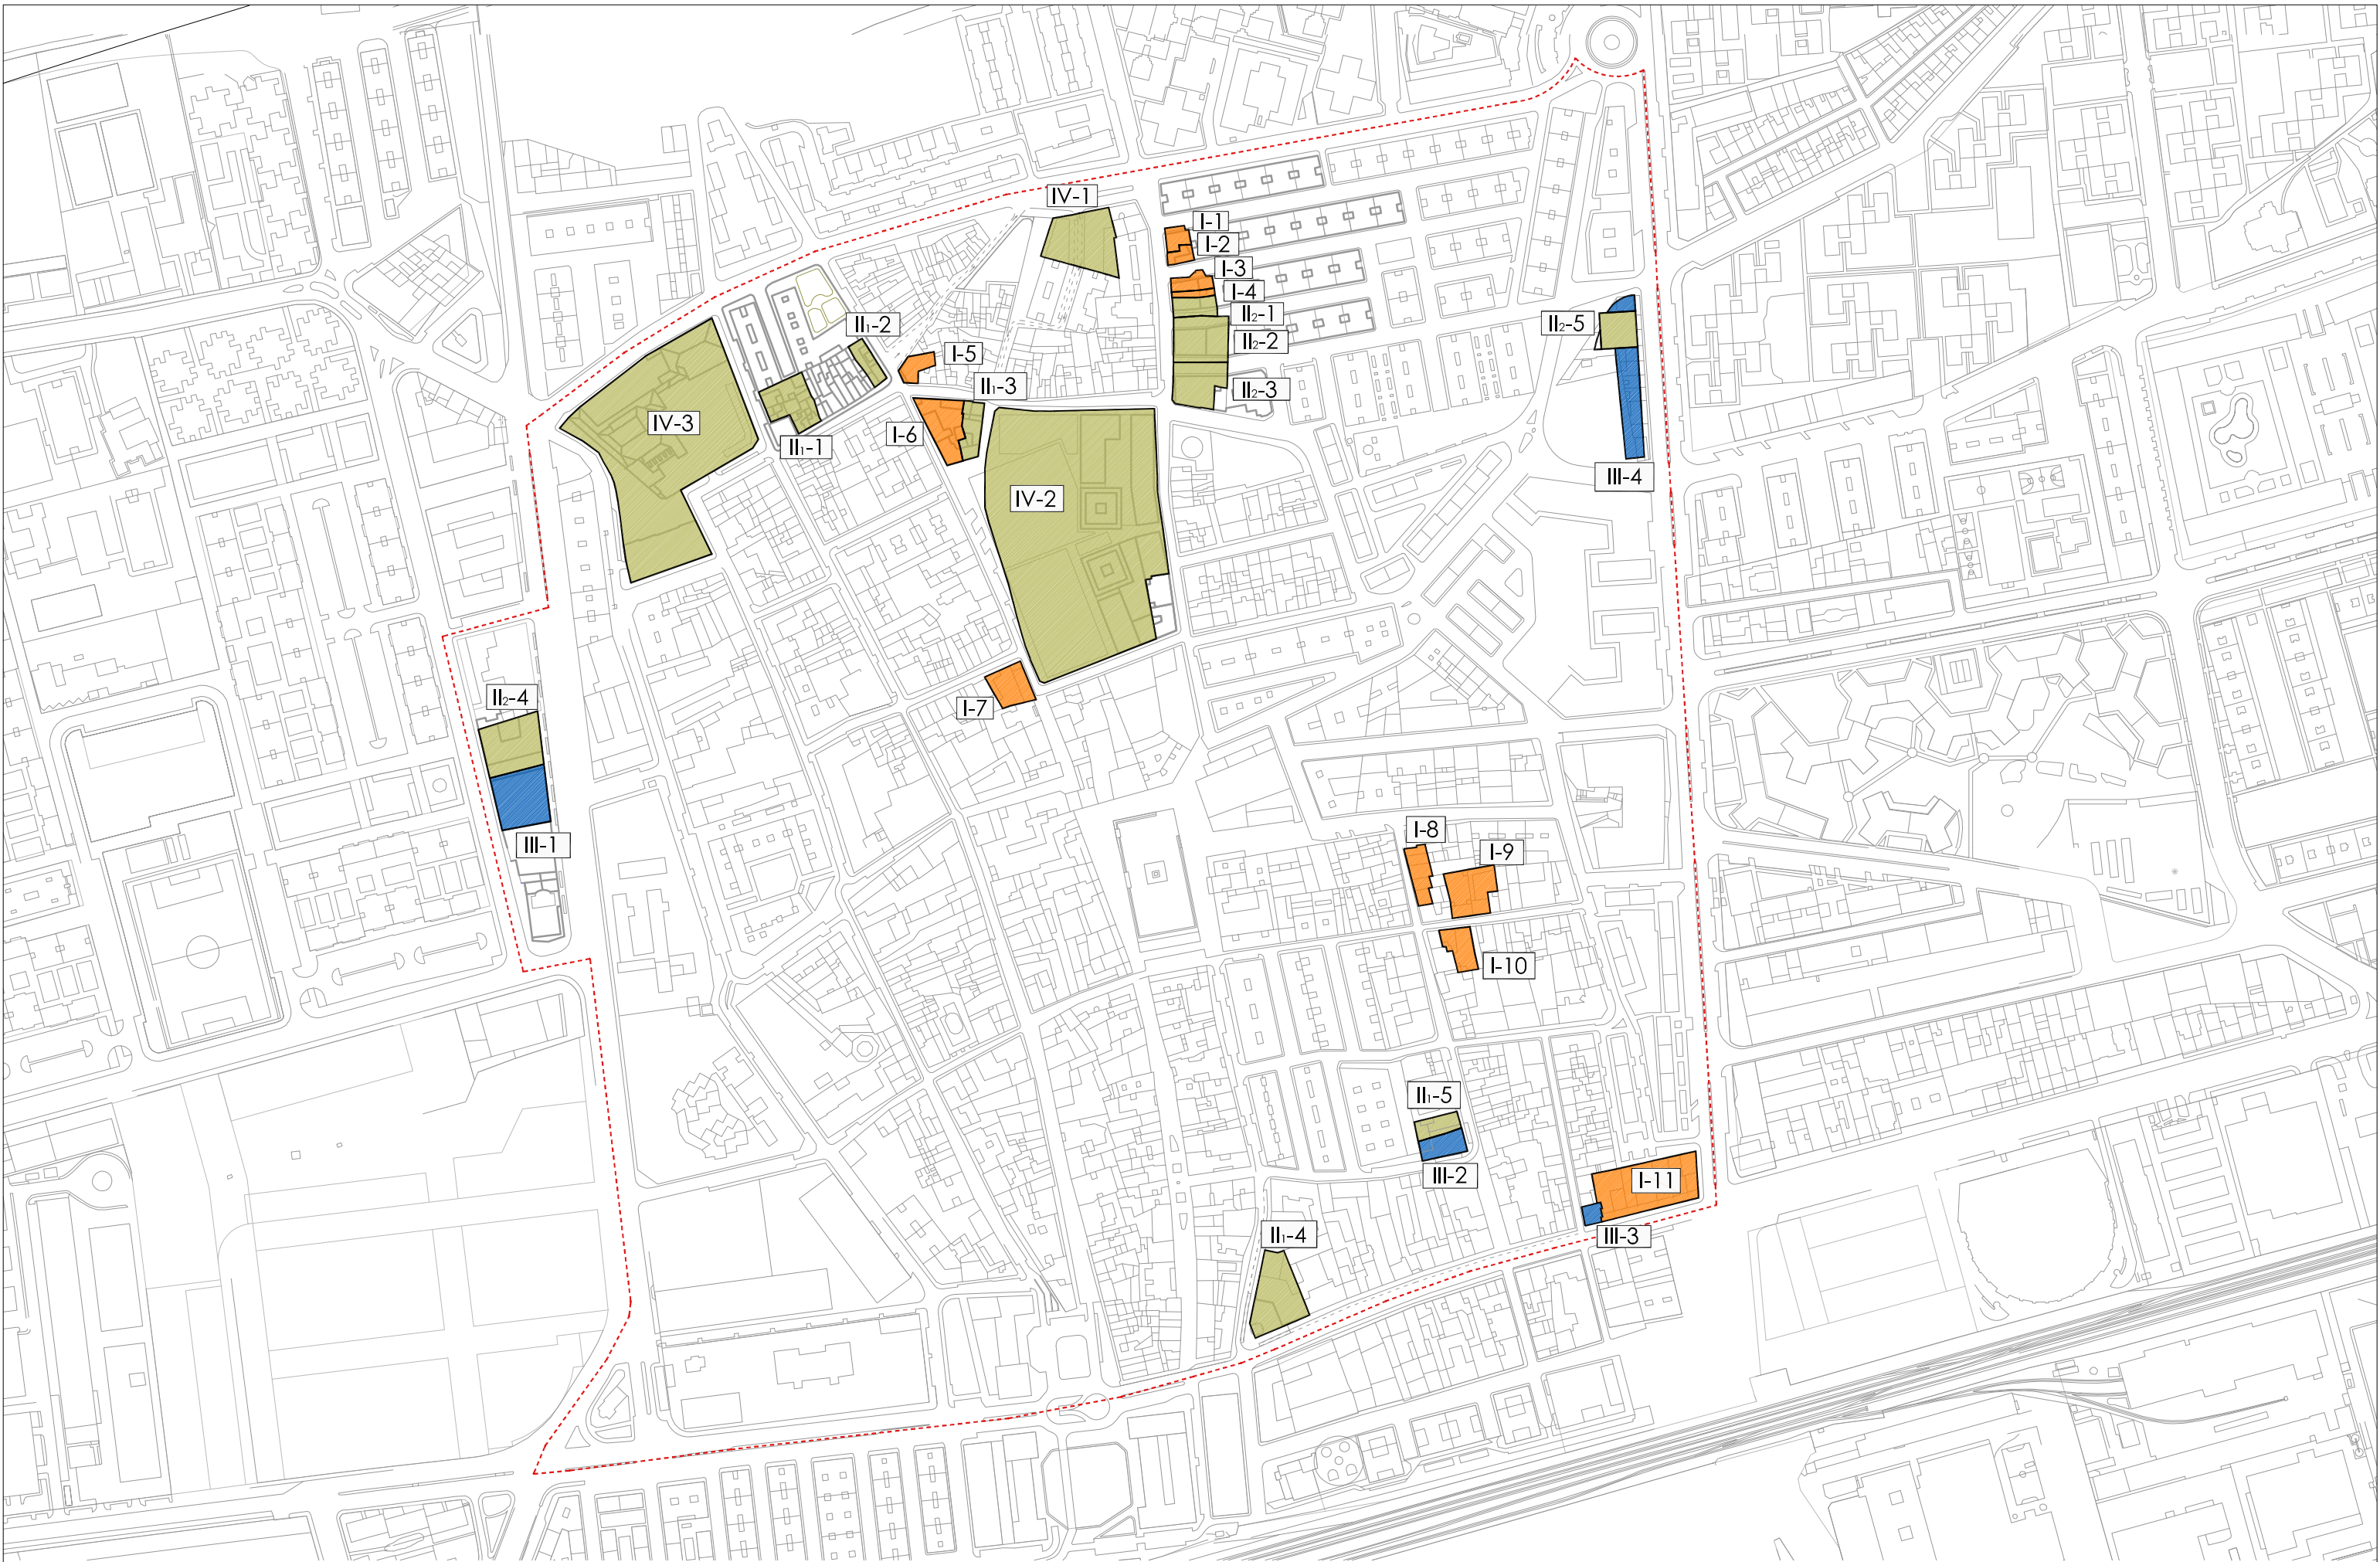 IV-1
I-1
I-2
I-3
I-4
II₂-1
II₁-2
II₂-5
II₂-2
I-5
II₁-3
II₂-3
IV-3
I-6
II₁-1
III-4
IV-2
II₂-4
I-7
I-8
III-1
I-9
I-10
II₁-5
III-2
I-11
II₁-4
III-3